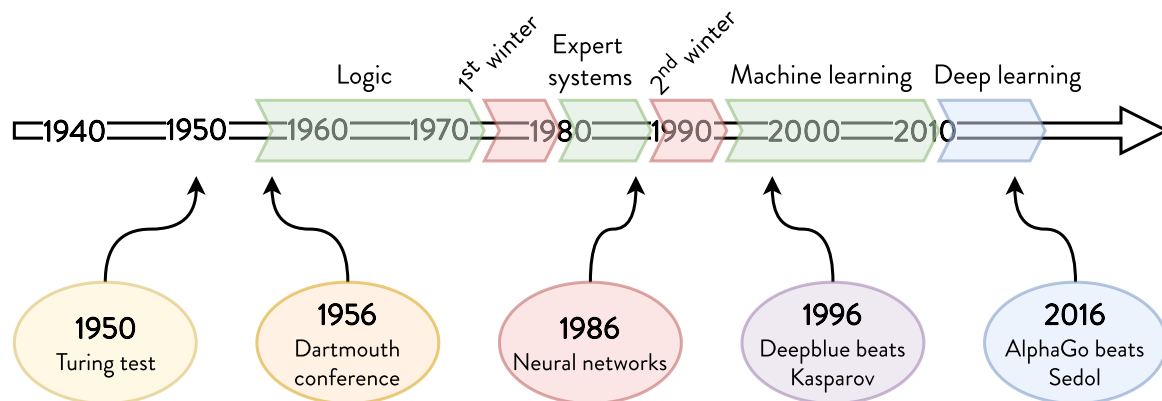 Logic
1st winter
Expert
systems
2nd winter
Machine learning
Deep learning
1940
1950
1960
1970
1980
1990
2000
2010
1950
Turing test
1956
Dartmouth
conference
1986
Neural networks
1996
Deepblue beats
Kasparov
2016
AlphaGo beats
Sedol